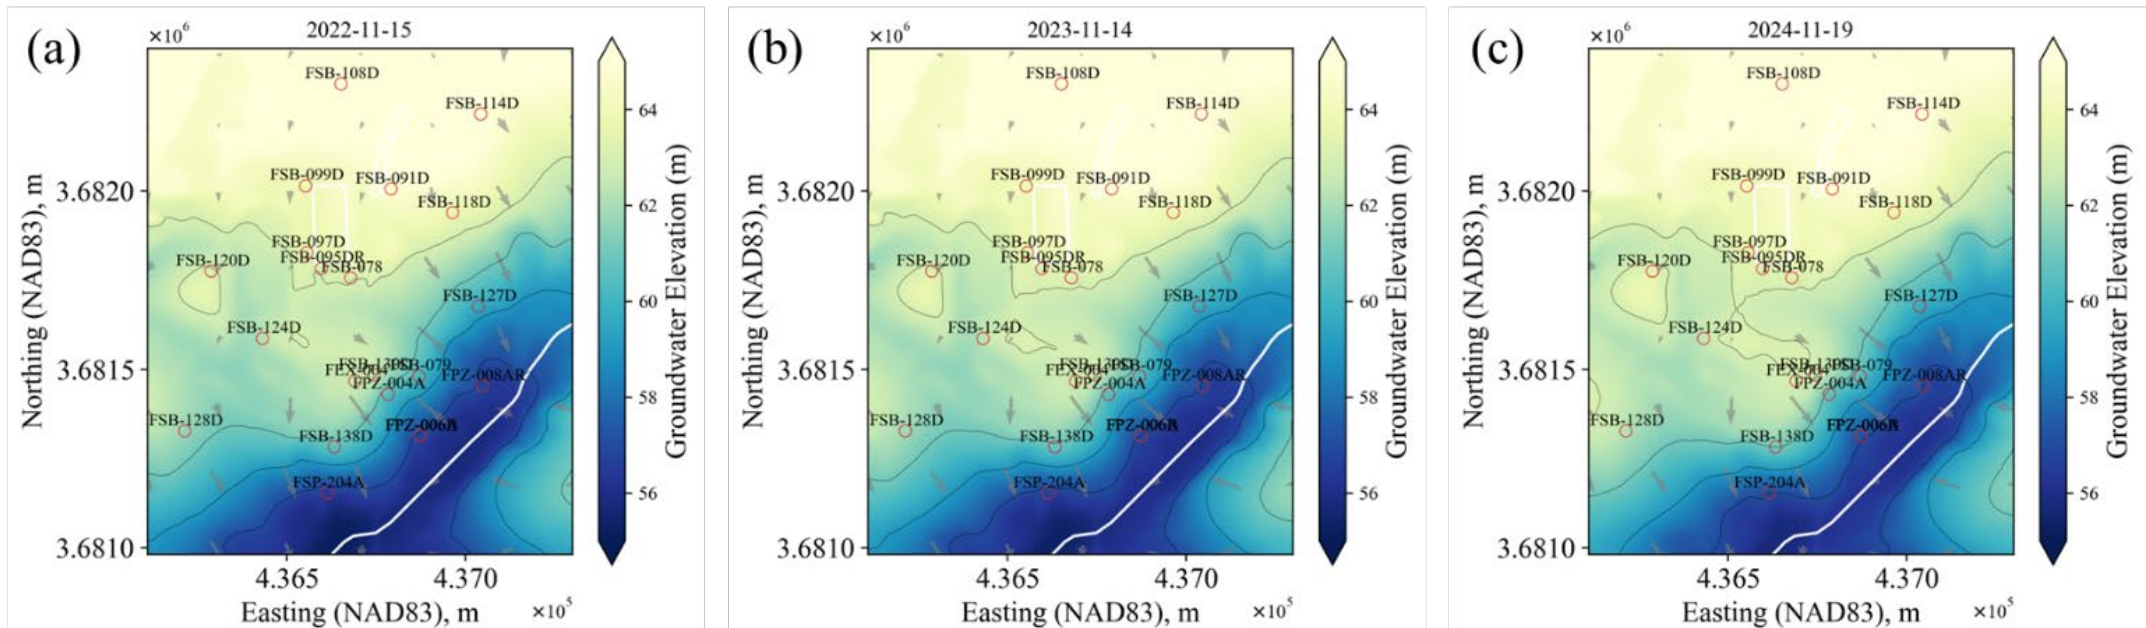 (a)
2022-11-15
×10⁶
FSB-108D
FSB-114D
FSB-099D
FSB-091D
FSB-118D
FSB-097D
FSB-095DR
FSB-078
FSB-120D
FSB-127D
FSB-124D
FSB-079
FPZ-004A
FPZ-008AR
FSB-128D
FSB-138D
FSP-204A
3.6820
3.6815
3.6810
Northing (NAD83), m
4.365
4.370
Easting (NAD83), m
×10⁵
64
62
60
58
56
Groundwater Elevation (m)
(b)
2023-11-14
×10⁶
FSB-108D
FSB-114D
FSB-099D
FSB-091D
FSB-118D
FSB-097D
FSB-095DR
FSB-078
FSB-120D
FSB-127D
FSB-124D
FSB-079
FPZ-004A
FPZ-008AR
FSB-128D
FSB-138D
FSP-204A
3.6820
3.6815
3.6810
Northing (NAD83), m
4.365
4.370
Easting (NAD83), m
×10⁵
64
62
60
58
56
Groundwater Elevation (m)
(c)
2024-11-19
×10⁶
FSB-108D
FSB-114D
FSB-099D
FSB-091D
FSB-118D
FSB-097D
FSB-095DR
FSB-078
FSB-120D
FSB-127D
FSB-124D
FSB-079
FPZ-004A
FPZ-008AR
FSB-128D
FSB-138D
FSP-204A
3.6820
3.6815
3.6810
Northing (NAD83), m
4.365
4.370
Easting (NAD83), m
×10⁵
64
62
60
58
56
Groundwater Elevation (m)